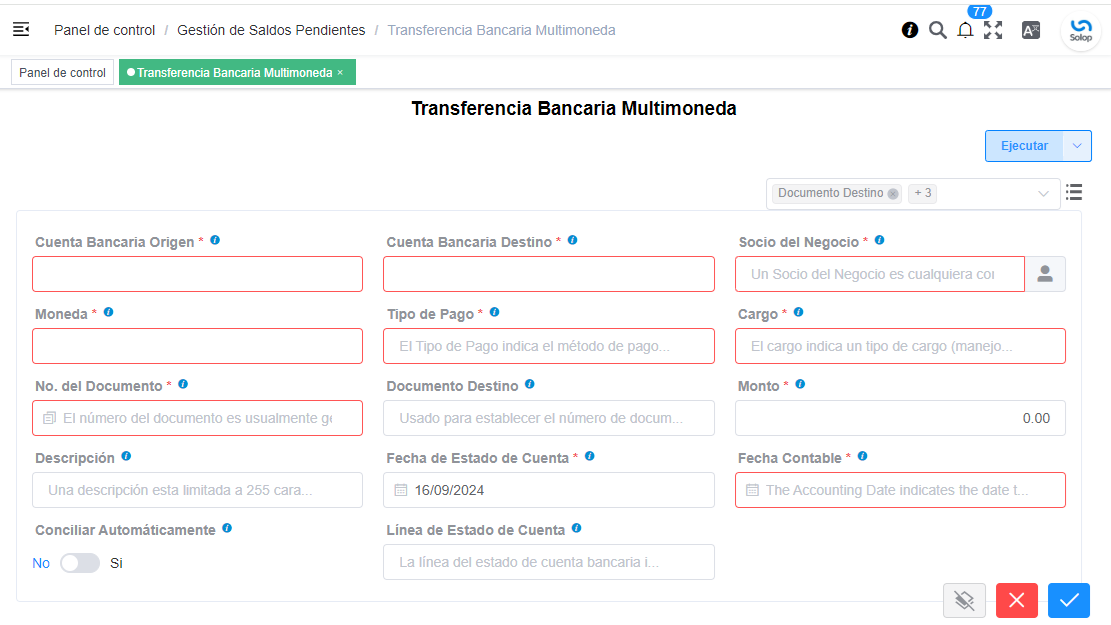 77
Panel de control / Gestión de Saldos Pendientes / Transferencia Bancaria Multimoneda
Solop
Panel de control
Transferencia Bancaria Multimoneda ×
Transferencia Bancaria Multimoneda
Ejecutar
Documento Destino + 3
Cuenta Bancaria Origen * Cuenta Bancaria Destino * Socio del Negocio *
Un Socio del Negocio es cualquiera con
Moneda * Tipo de Pago * Cargo *
El Tipo de Pago indica el método de pago... El cargo indica un tipo de cargo (manejo...
No. del Documento * Documento Destino Monto *
El número del documento es usualmente ge Usado para establecer el número de docum... 0.00
Descripción Fecha de Estado de Cuenta * Fecha Contable *
Una descripción esta limitada a 255 cara... 16/09/2024 The Accounting Date indicates the date t...
Conciliar Automáticamente Línea de Estado de Cuenta
No Si La línea del estado de cuenta bancaria i...